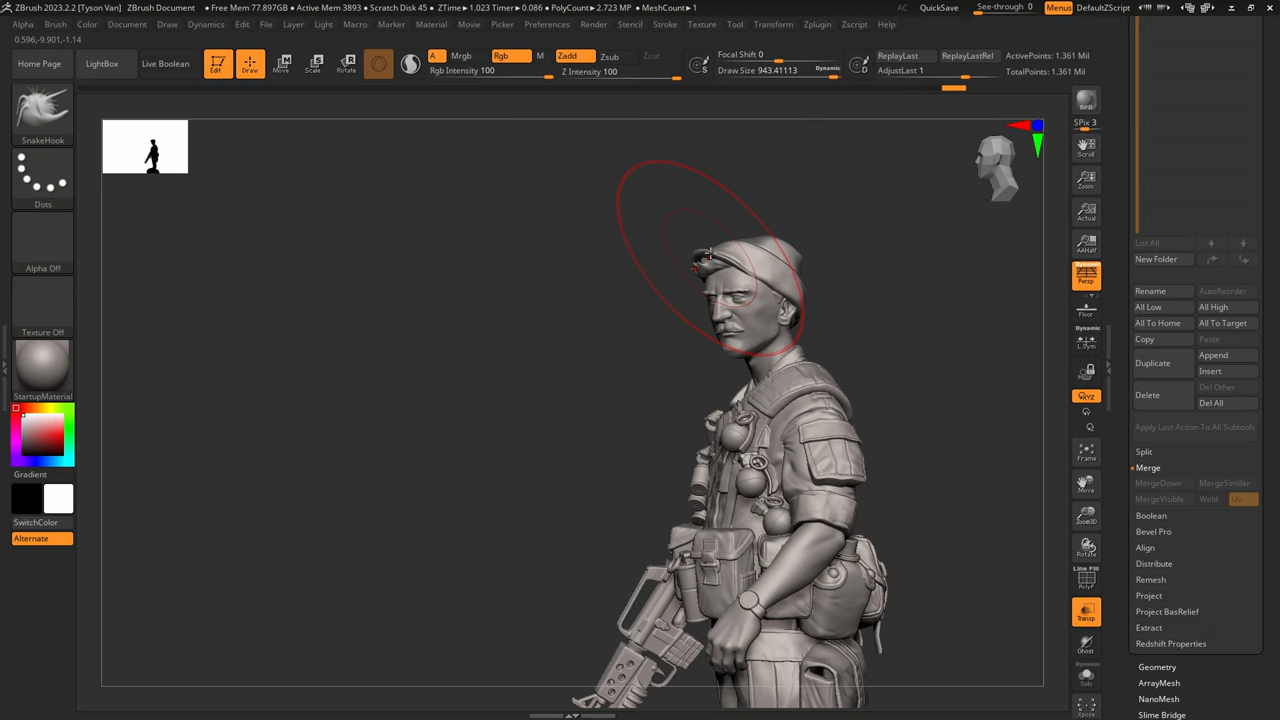 ZBrush 2023.2.2 [Tyson Van]
ZBrush Document
• Free Mem 77.897GB • Active Mem 3893 • Scratch Disk 45 • ZTime▸1.023 Timer▸0.086 • PolyCount▸2.723 MP • MeshCount▸1
AC
QuickSave
See-through 0
Menus
DefaultZScript
Alpha
Brush
Color
Document
Draw
Dynamics
Edit
File
Layer
Light
Macro
Marker
Material
Movie
Picker
Preferences
Render
Stencil
Stroke
Texture
Tool
Transform
Zplugin
Zscript
Help
0.596,-9.901,-1.14
Home Page
LightBox
Live Boolean
Edit
Draw
Move
Scale
Rotate
A
Mrgb
Rgb
M
Rgb Intensity 100
Zadd
Zsub
Zcut
Z Intensity 100
S
Focal Shift 0
Draw Size 943.41113
Dynamic
D
ReplayLast
ReplayLastRel
AdjustLast 1
ActivePoints: 1.361 Mil
TotalPoints: 1.361 Mil
SnakeHook
Dots
Alpha Off
Texture Off
StartupMaterial
Gradient
SwitchColor
Alternate
BPR
SPix 3
Scroll
Zoom
Actual
AAHalf
Dynamic
Persp
Floor
Dynamic
L.Sym
XYZ
Frame
Move
Zoom3D
Rotate
Line Fill
PolyF
Transp
Ghost
Dynamic
Solo
Xpose
List All
New Folder
Rename
AutoReorder
All Low
All High
All To Home
All To Target
Copy
Paste
Duplicate
Append
Insert
Delete
Del Other
Del All
Apply Last Action To All Subtools
Split
Merge
MergeDown
MergeSimilar
MergeVisible
Weld
Uv
Boolean
Bevel Pro
Align
Distribute
Remesh
Project
Project BasRelief
Extract
Redshift Properties
Geometry
ArrayMesh
NanoMesh
Slime Bridge